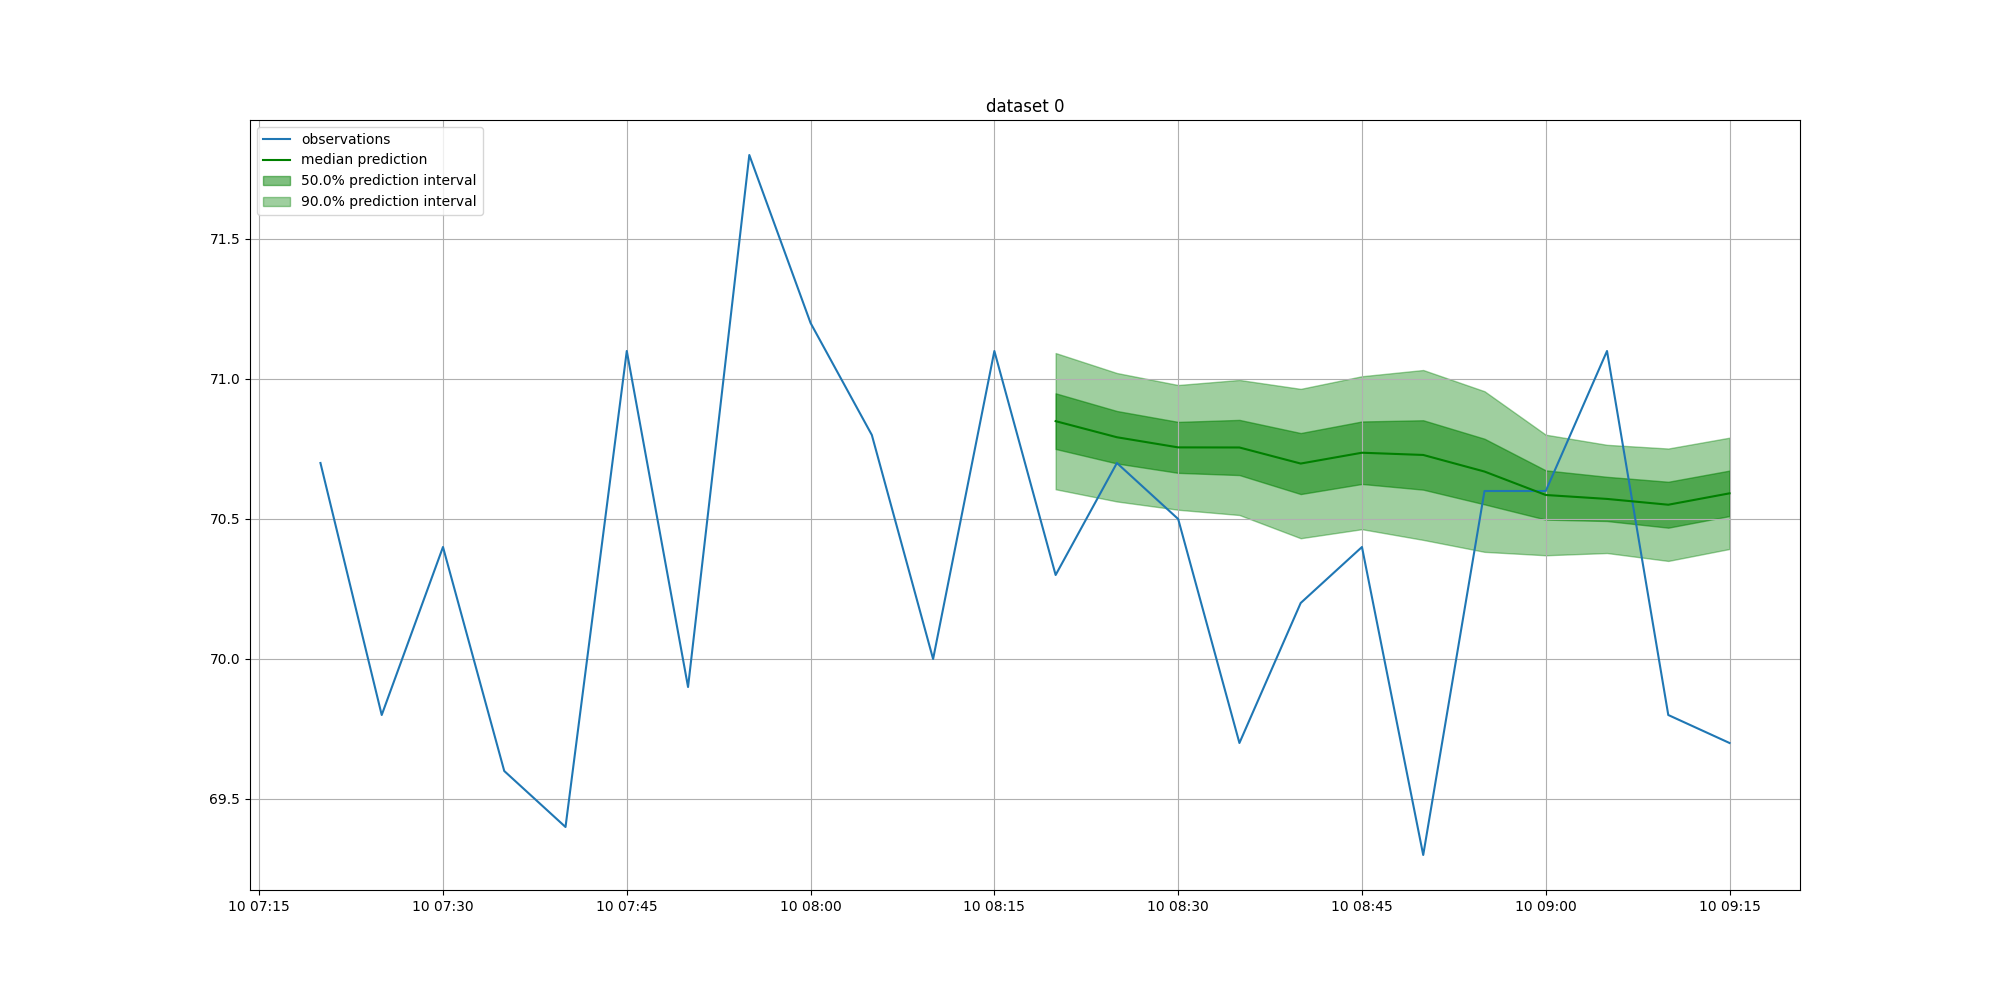 dataset 0
observations
median prediction
50.0% prediction interval
90.0% prediction interval
71.5
71.0
70.5
70.0
69.5
10 07:15 10 07:30 10 07:45 10 08:00 10 08:15 10 08:30 10 08:45 10 09:00 10 09:15